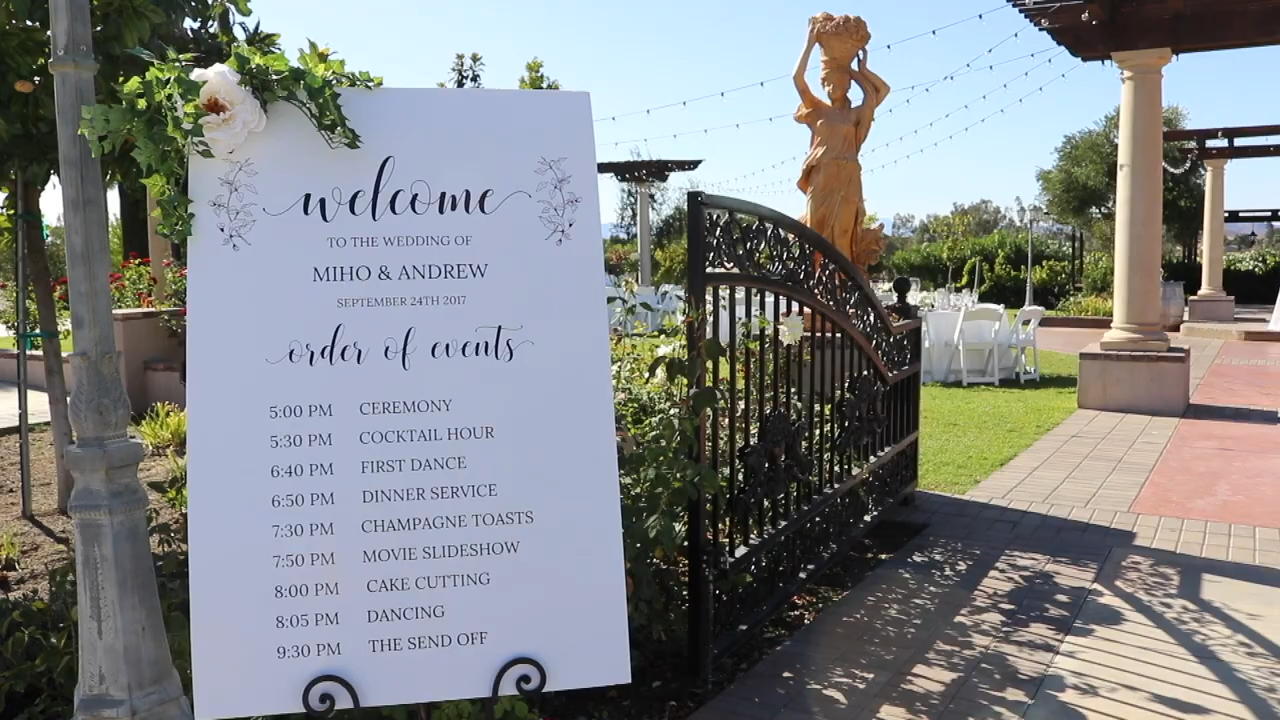 welcome
TO THE WEDDING OF
MIHO & ANDREW
SEPTEMBER 24TH 2017
order of events
5:00 PM CEREMONY
5:30 PM COCKTAIL HOUR
6:40 PM FIRST DANCE
6:50 PM DINNER SERVICE
7:30 PM CHAMPAGNE TOASTS
7:50 PM MOVIE SLIDESHOW
8:00 PM CAKE CUTTING
8:05 PM DANCING
9:30 PM THE SEND OFF